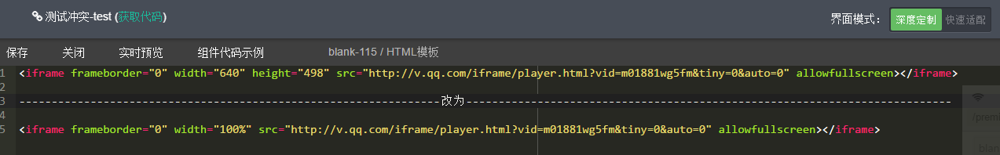 测试冲突-test (获取代码) 界面模式： 深度定制 快速适配
保存 关闭 实时预览 组件代码示例 blank-115 / HTML模板
1 <iframe frameborder="0" width="640" height="498" src="http://v.qq.com/iframe/player.html?vid=m01881wg5fm&tiny=0&auto=0" allowfullscreen></iframe>
2
3 ------------------------------------------------------------------改为---------------------------------------------------------------------------
4
5 <iframe frameborder="0" width="100%" src="http://v.qq.com/iframe/player.html?vid=m01881wg5fm&tiny=0&auto=0" allowfullscreen></iframe>
/prem
blan